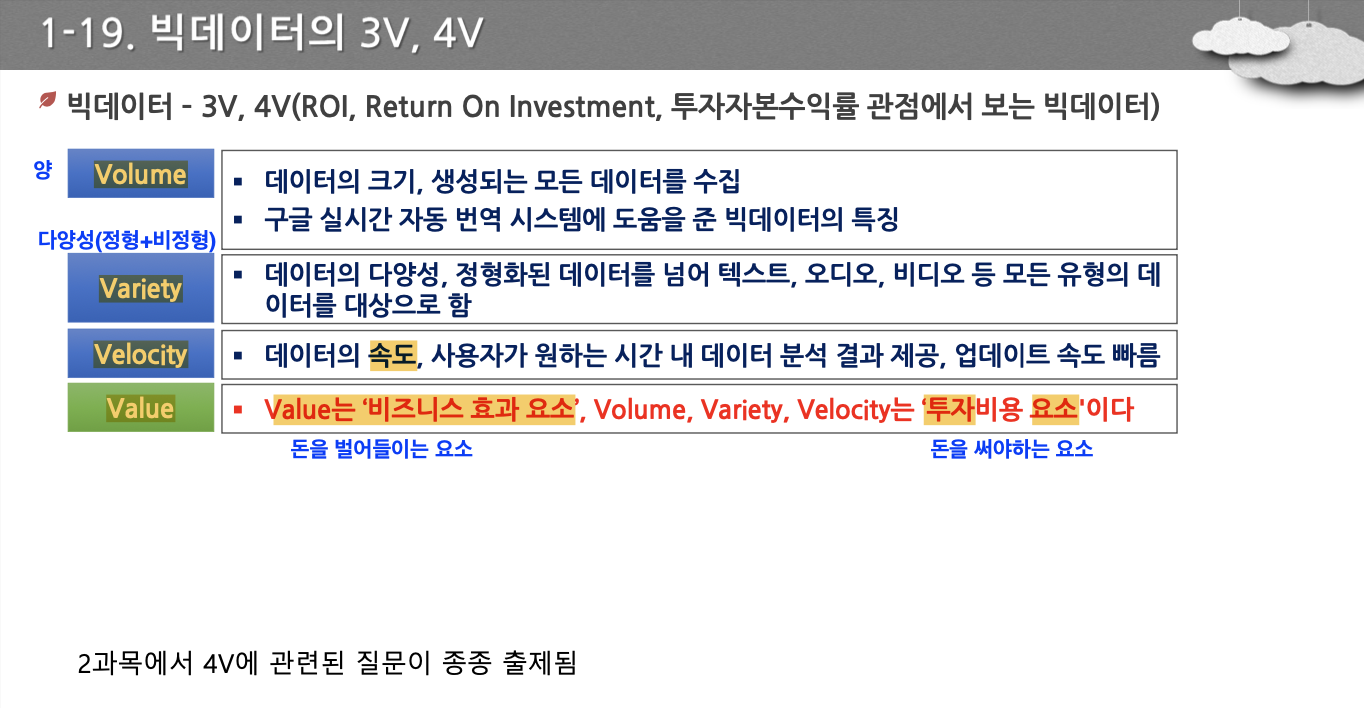 1-19. 빅데이터의 3V, 4V
빅데이터 - 3V, 4V(ROI, Return On Investment, 투자자본수익률 관점에서 보는 빅데이터)
양
Volume
▪ 데이터의 크기, 생성되는 모든 데이터를 수집
▪ 구글 실시간 자동 번역 시스템에 도움을 준 빅데이터의 특징
다양성(정형+비정형)
Variety
▪ 데이터의 다양성, 정형화된 데이터를 넘어 텍스트, 오디오, 비디오 등 모든 유형의 데
이터를 대상으로 함
Velocity
▪ 데이터의 속도, 사용자가 원하는 시간 내 데이터 분석 결과 제공, 업데이트 속도 빠름
Value
▪ Value는 ‘비즈니스 효과 요소’, Volume, Variety, Velocity는 ‘투자비용 요소'이다
돈을 벌어들이는 요소
돈을 써야하는 요소
2과목에서 4V에 관련된 질문이 종종 출제됨